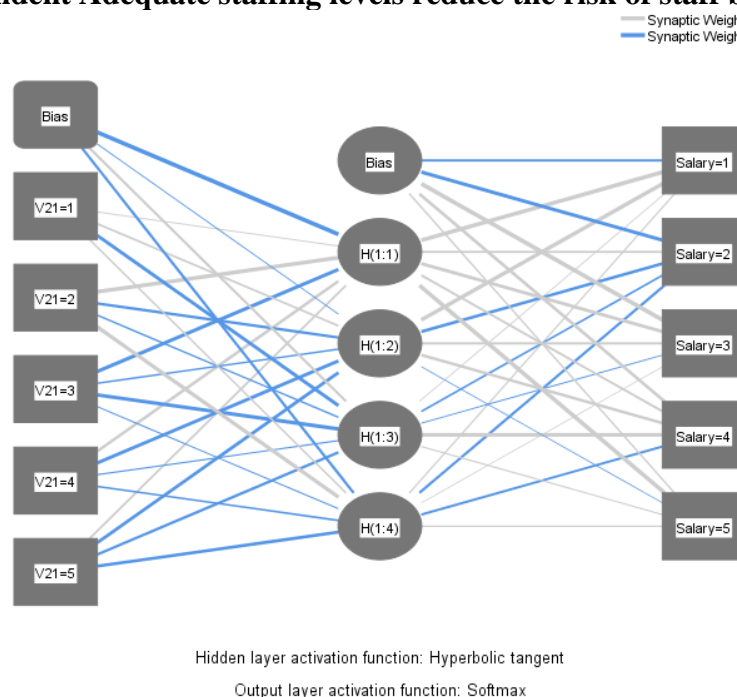 Adequate staffing levels reduce the risk of staff
Synaptic
Synaptic
Bias
V21=1
V21=2
V21=3
V21=4
V21=5
Bias
H(1:1)
H(1:2)
H(1:3)
H(1:4)
Salary=1
Salary=2
Salary=3
Salary=4
Salary=5
Hidden layer activation function: Hyperbolic tangent
Output layer activation function: Softmax